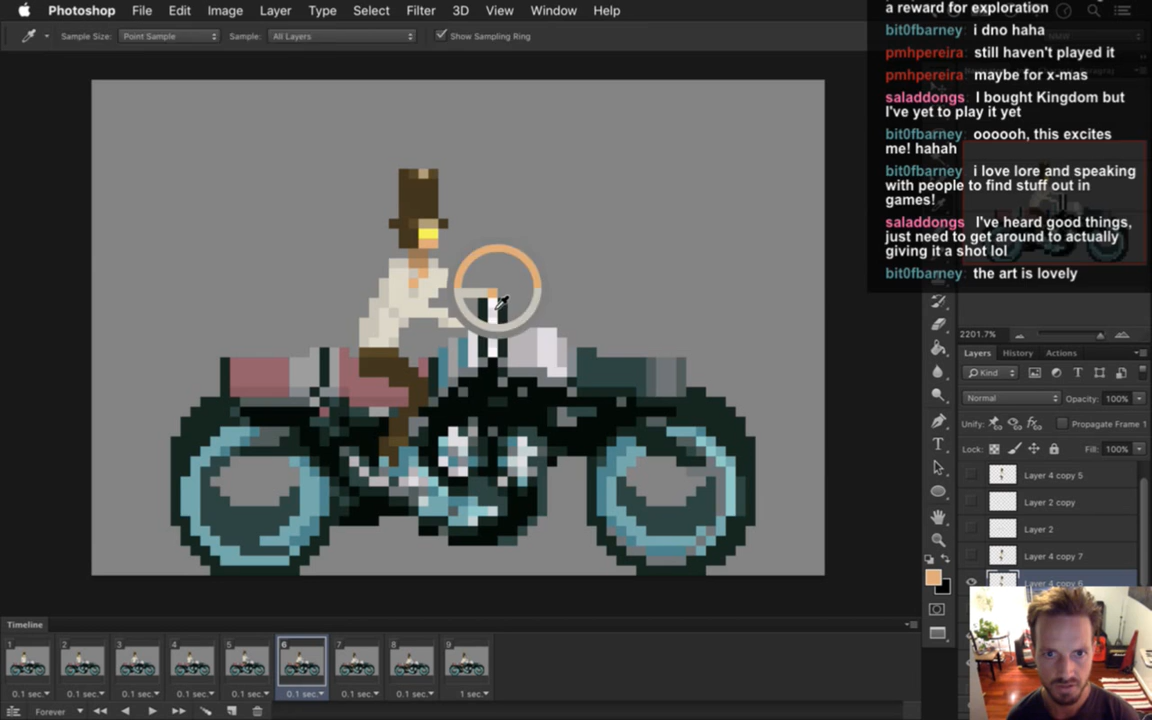 Photoshop File Edit Image Layer Type Select Filter 3D View Window Help
Sample Size: Point Sample Sample: All Layers Show Sampling Ring
a reward for exploration
bit0fbarney: i dno haha
pmhpereira: still haven't played it
pmhpereira: maybe for x-mas
saladdongs: I bought Kingdom but
I've yet to play it yet
bit0fbarney: oooooh, this excites
me! hahah
bit0fbarney: i love lore and speaking
with people to find stuff out in
games!
saladdongs: I've heard good things,
just need to get around to actually
giving it a shot lol
bit0fbarney: the art is lovely
2201.7%
Layers History Actions
Kind
Normal Opacity: 100%
Unify: Propagate Frame 1
Lock: Fill: 100%
Layer 4 copy 5
Layer 2 copy
Layer 2
Layer 4 copy 7
Layer 4 copy 6
Timeline
1 2 3 4 5 6 7 8 9
0.1 sec. 0.1 sec. 0.1 sec. 0.1 sec. 0.1 sec. 0.1 sec. 0.1 sec. 0.1 sec. 1 sec.
Forever